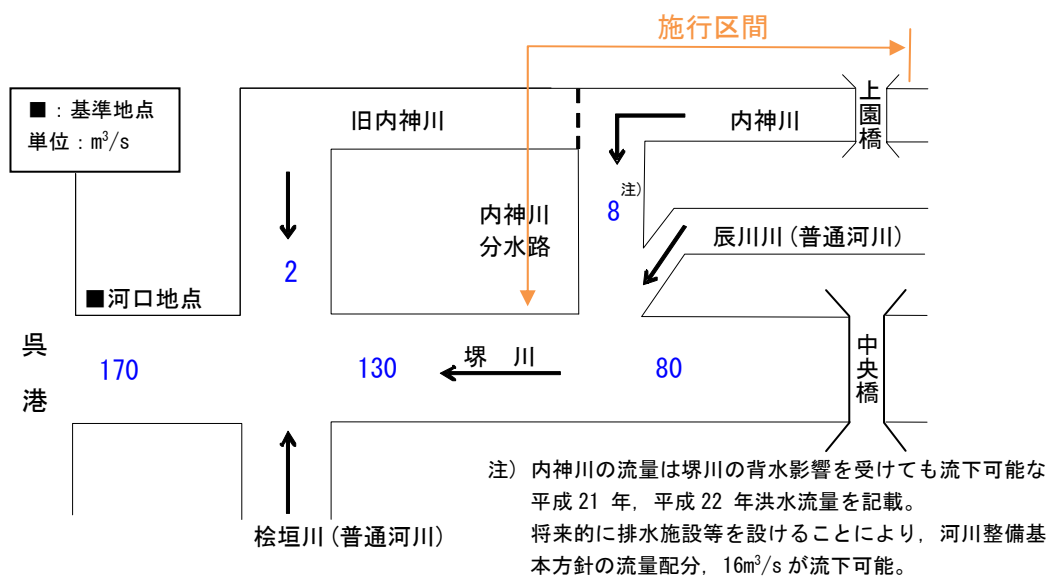 施行区間
■：基準地点
単位：m³/s
旧内神川
内神川
上園橋
注)
8
内神川
分水路
辰川川(普通河川)
2
■河口地点
呉港
170
130
堺 川
80
中央橋
桧垣川(普通河川)
注) 内神川の流量は堺川の背水影響を受けても流下可能な
平成21 年，平成22 年洪水流量を記載。
将来的に排水施設等を設けることにより，河川整備基
本方針の流量配分，16m³/s が流下可能。